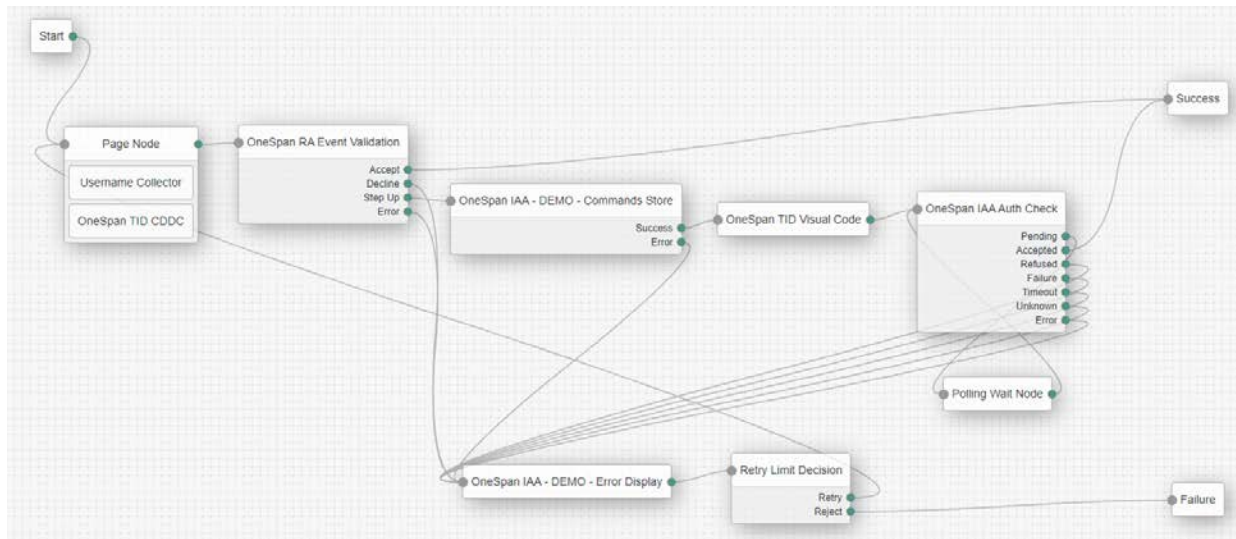 Start
Success
Page Node
Username Collector
OneSpan TID CDDC
OneSpan RA Event Validation
Accept
Decline
Step Up
Error
OneSpan IAA - DEMO - Commands Store
Success
Error
OneSpan TID Visual Code
OneSpan IAA Auth Check
Pending
Accepted
Refused
Failure
Timeout
Unknown
Error
Polling Wait Node
OneSpan IAA - DEMO - Error Display
Retry Limit Decision
Retry
Reject
Failure